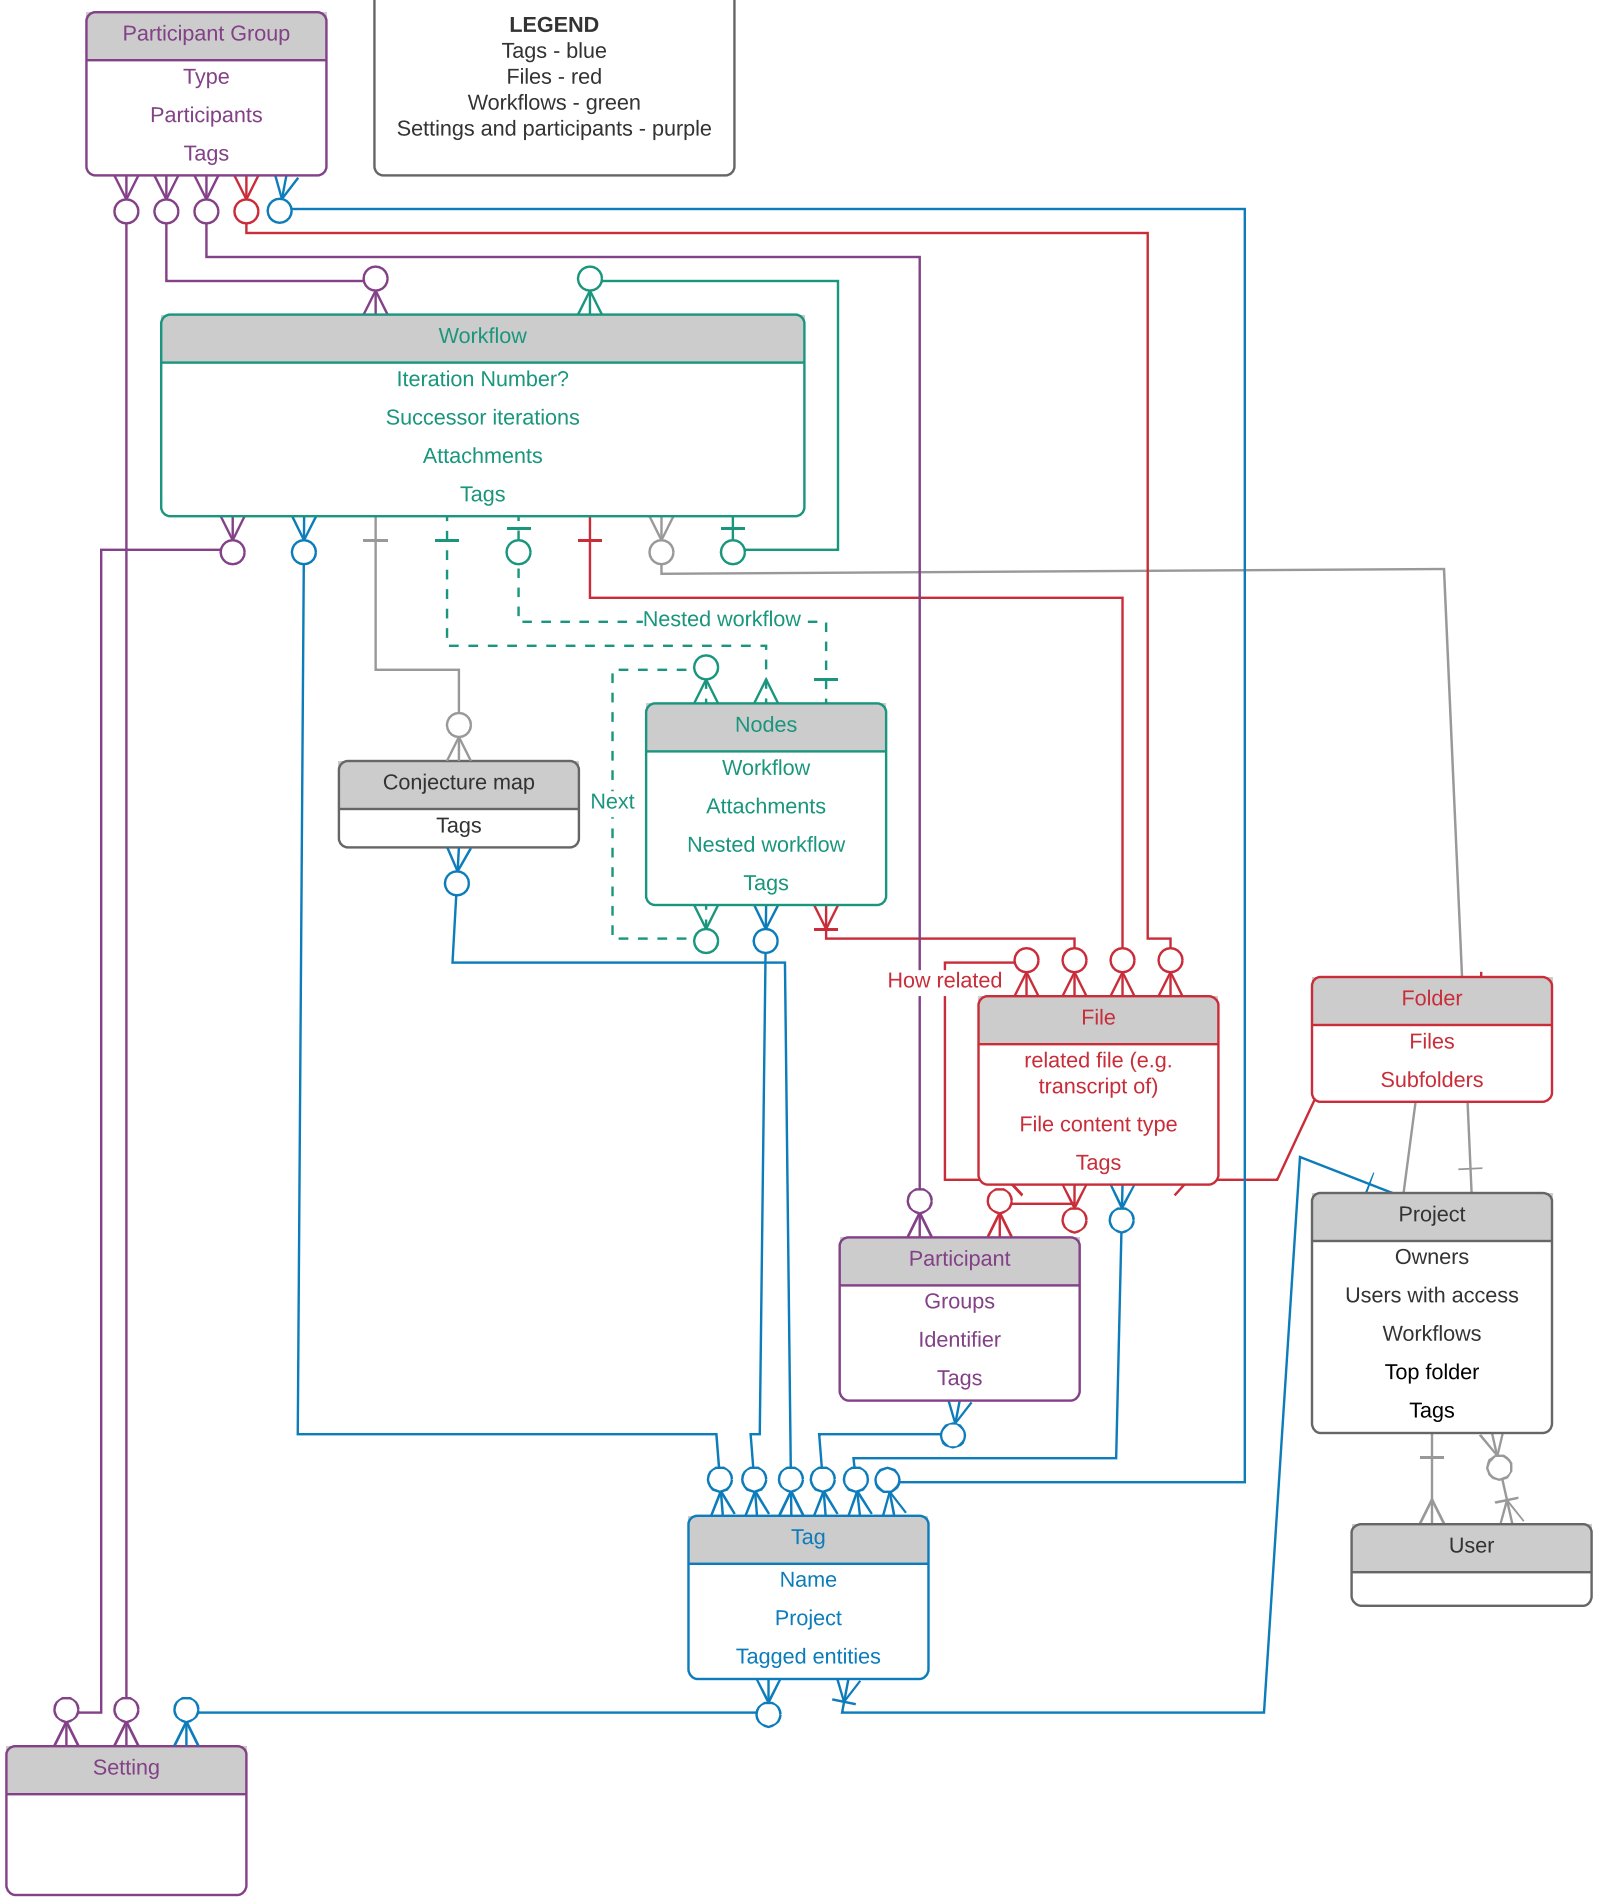 Participant Group
Type
Participants
Tags
LEGEND
Tags - blue
Files - red
Workflows - green
Settings and participants - purple
Workflow
Iteration Number?
Successor iterations
Attachments
Tags
Nested workflow
Nodes
Workflow
Attachments
Nested workflow
Tags
Next
Conjecture map
Tags
How related
File
related file (e.g.
transcript of)
File content type
Tags
Folder
Files
Subfolders
Participant
Groups
Identifier
Tags
Project
Owners
Users with access
Workflows
Top folder
Tags
User
Tag
Name
Project
Tagged entities
Setting